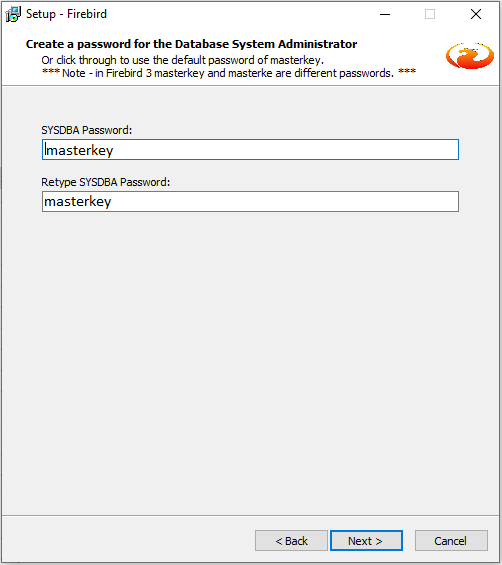 Setup - Firebird
Create a password for the Database System Administrator
Or click through to use the default password of masterkey.
*** Note - in Firebird 3 masterkey and masterke are different passwords. ***
SYSDBA Password:
masterkey
Retype SYSDBA Password:
masterkey
< Back Next > Cancel